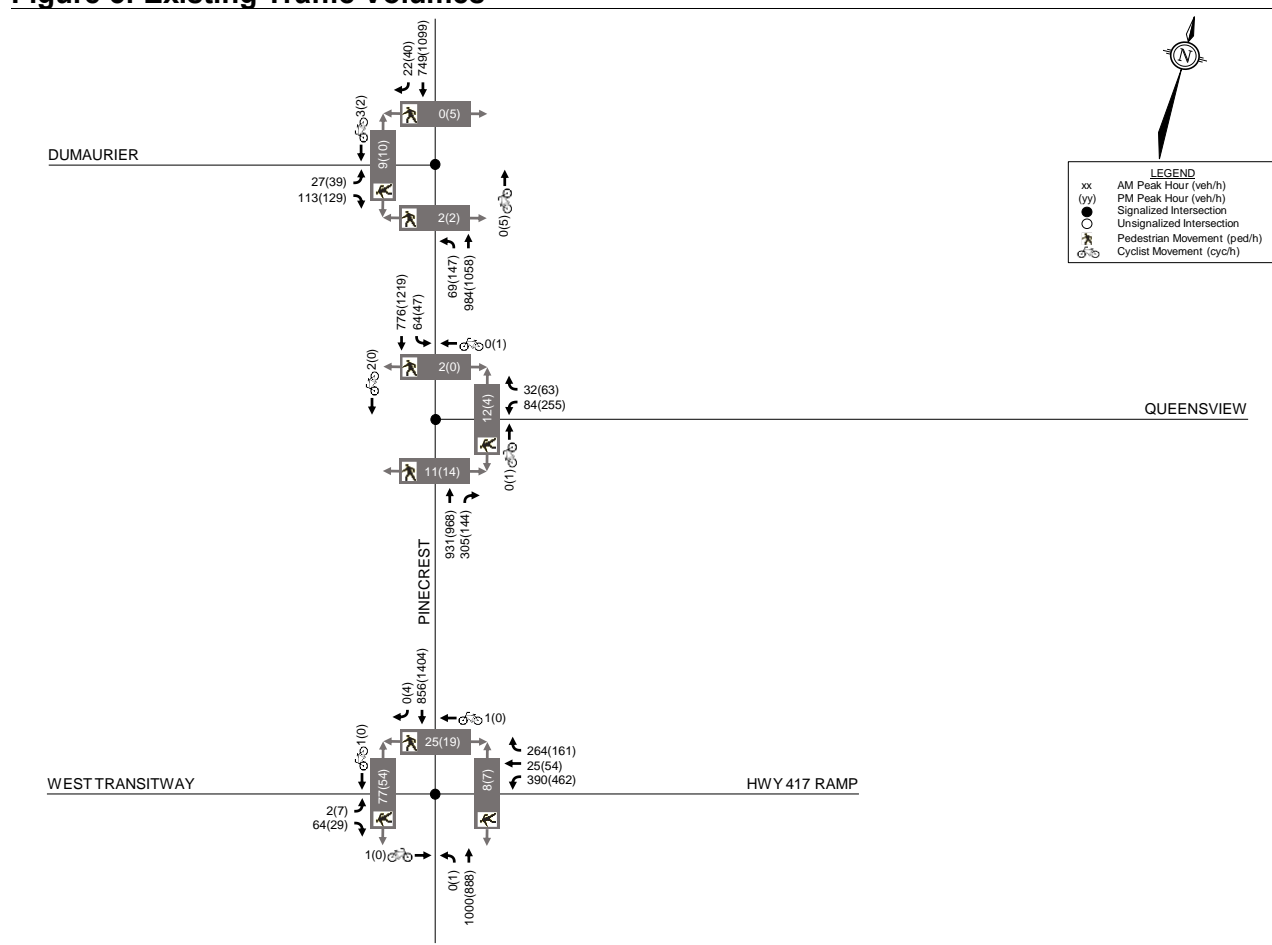 Figure 6: Existing Traffic Volumes
N
LEGEND
xx AM Peak Hour (veh/h)
(yy) PM Peak Hour (veh/h)
Signalized Intersection
Unsignalized Intersection
Pedestrian Movement (ped/h)
Cyclist Movement (cyc/h)
22(40)
749(1099)
3(2)
0(5)
9(10)
DUMAURIER
27(39)
113(129)
2(2)
0(5)
69(147)
984(1058)
776(1219)
64(47)
0(1)
2(0)
2(0)
32(63)
84(255)
12(4)
QUEENSVIEW
0(1)
11(14)
931(968)
305(144)
PINECREST
0(4)
856(1404)
1(0)
1(0)
25(19)
264(161)
25(54)
390(462)
77(54)
8(7)
WEST TRANSITWAY
HWY 417 RAMP
2(7)
64(29)
1(0)
0(1)
1000(888)